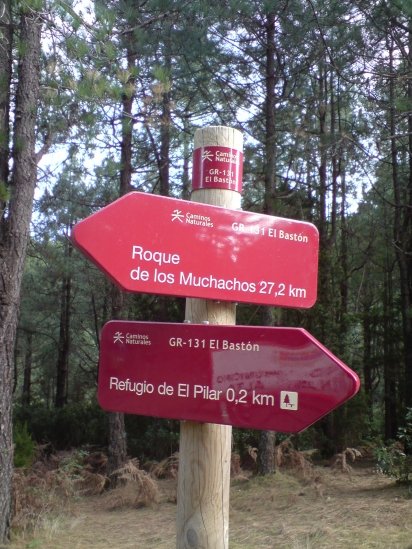 Caminos
Naturales
GR-131
El Bastón
Caminos
Naturales
GR-131 El Bastón
Roque
de los Muchachos 27,2 km
Caminos
Naturales
GR-131 El Bastón
Refugio de El Pilar 0,2 km